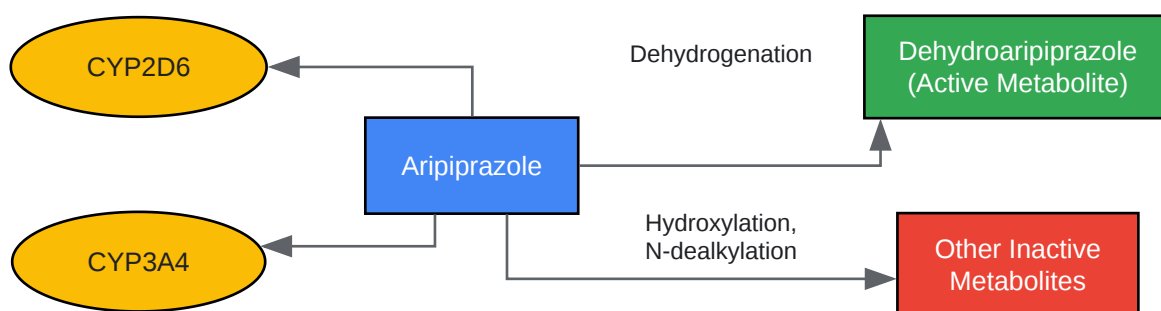 CYP2D6
Dehydrogenation
Dehydroaripiprazole
(Active Metabolite)
Aripiprazole
CYP3A4
Hydroxylation,
N-dealkylation
Other Inactive
Metabolites